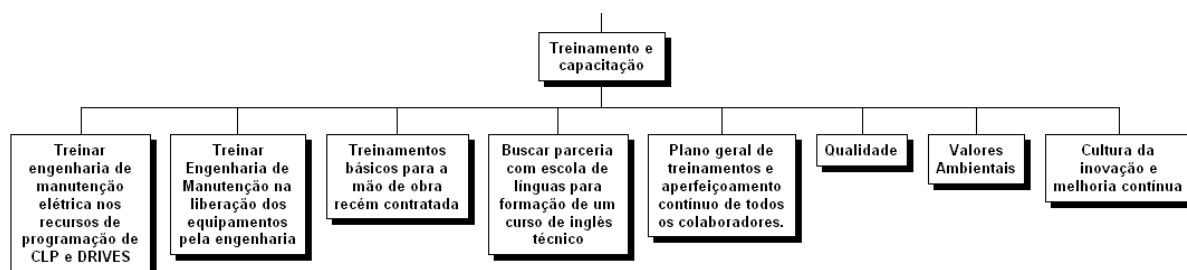 Treinamento e
capacitação
Treinar
engenharia de
manutenção
elétrica nos
recursos de
programação de
CLP e DRIVES
Treinar
Engenharia de
Manutenção na
liberação dos
equipamentos
pela engenharia
Treinamentos
básicos para a
mão de obra
recém contratada
Buscar parceria
com escola de
línguas para
formação de um
curso de inglês
técnico
Plano geral de
treinamentos e
aperfeiçoamento
contínuo de todos
os colaboradores.
Qualidade
Valores
Ambientais
Cultura da
inovação e
melhoria contínua